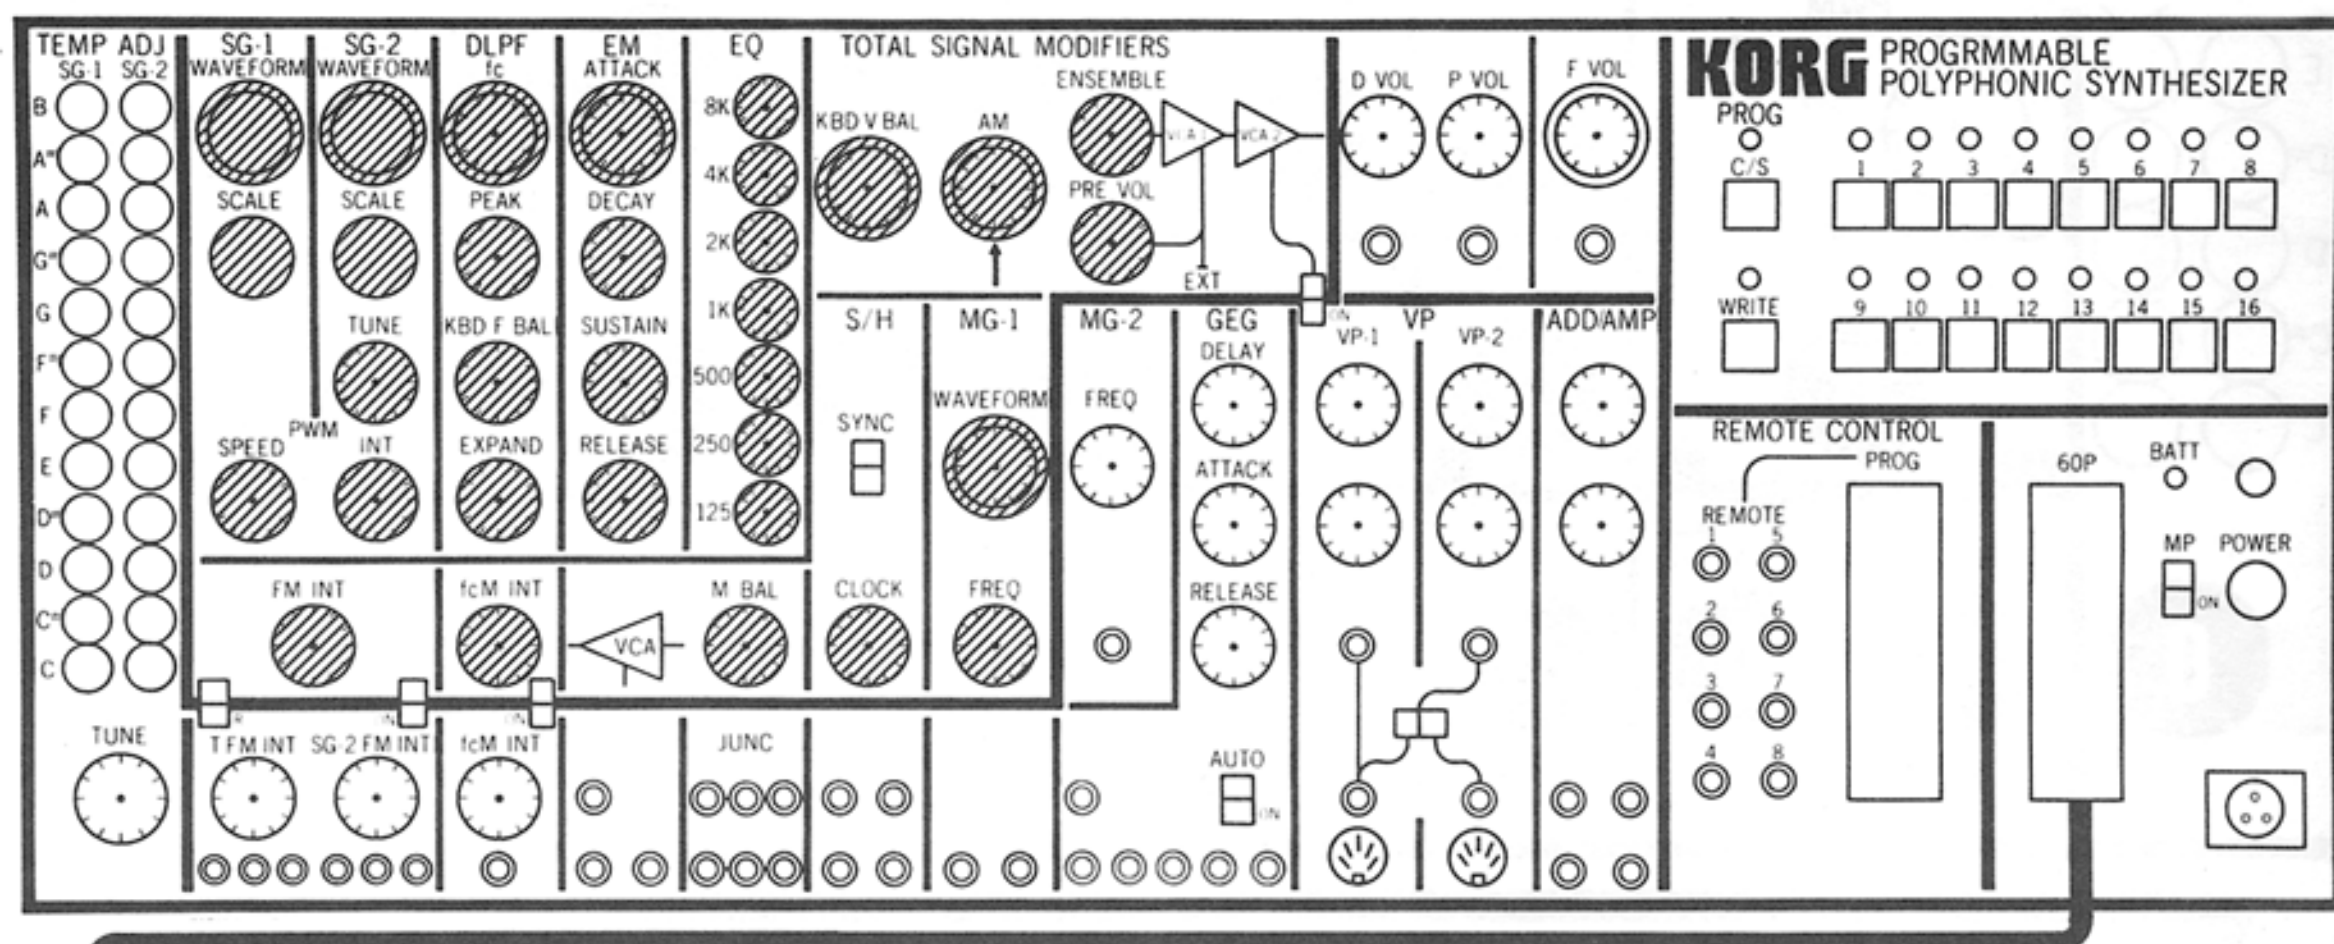 TEMP ADJ
SG-1 SG-2
B
A#
A
G#
G
F#
F
E
D#
D
C#
C
TUNE
SG-1
WAVEFORM
SCALE
SPEED
PWM
SG-2
WAVEFORM
SCALE
TUNE
INT
DLPF
fc
PEAK
KBD F BAL
EXPAND
EM
ATTACK
DECAY
SUSTAIN
RELEASE
EQ
8K
4K
2K
1K
500
250
125
FM INT
fcM INT
VCA
M BAL
TOTAL SIGNAL MODIFIERS
KBD V BAL
AM
ENSEMBLE
PRE VOL
VCA 1
VCA 2
EXT
ON
S/H
SYNC
CLOCK
MG-1
WAVEFORM
FREQ
MG-2
FREQ
GEG
DELAY
ATTACK
RELEASE
AUTO
ON
D VOL
P VOL
F VOL
VP
VP-1
VP-2
ADD/AMP
R
ON
ON
T FM INT
SG-2 FM INT
fcM INT
JUNC
KORG PROGRMMABLE
POLYPHONIC SYNTHESIZER
PROG
C/S
1 2 3 4 5 6 7 8
WRITE
9 10 11 12 13 14 15 16
REMOTE CONTROL
PROG
REMOTE
1 5
2 6
3 7
4 8
60P
BATT
MP
ON
POWER